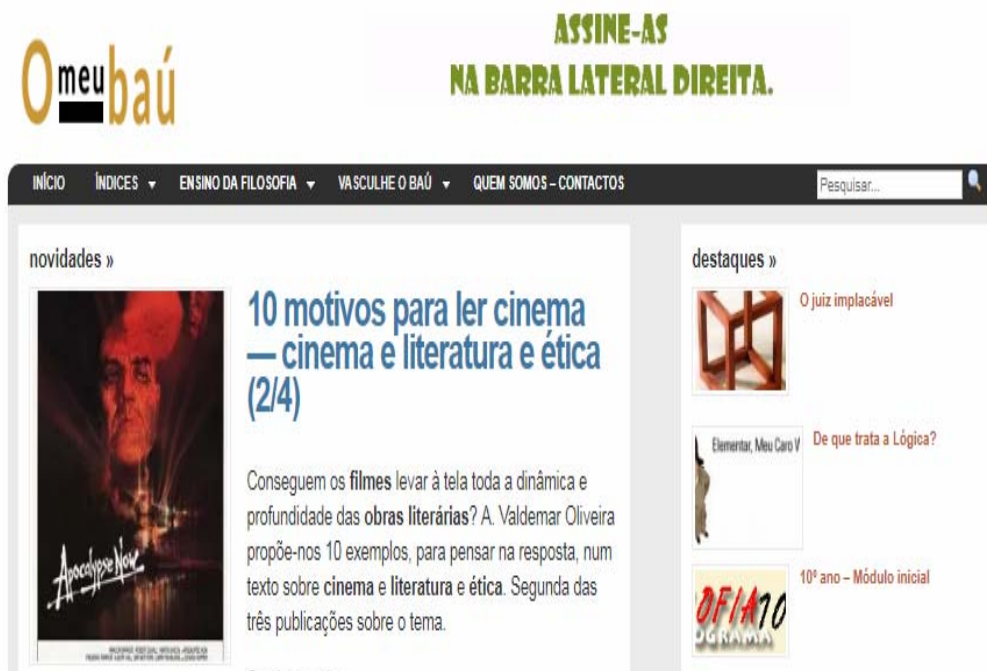 ASSINE-AS
NA BARRA LATERAL DIREITA.
O meu baú
INÍCIO ÍNDICES ENSINO DA FILOSOFIA VASCULHE O BAÚ QUEM SOMOS – CONTACTOS Pesquisar...
novidades »
10 motivos para ler cinema
— cinema e literatura e ética
(2/4)
Conseguem os filmes levar à tela toda a dinâmica e
profundidade das obras literárias? A. Valdemar Oliveira
propõe-nos 10 exemplos, para pensar na resposta, num
texto sobre cinema e literatura e ética. Segunda das
três publicações sobre o tema.
Apocalypse Now
destaques »
O juiz implacável
Elementar, Meu Caro V
De que trata a Lógica?
10º ano – Módulo inicial
OFIA10
OGRAMA